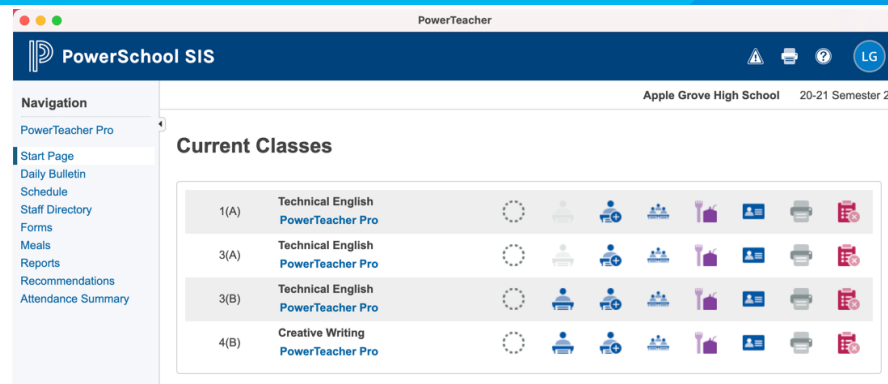 PowerTeacher
PowerSchool SIS
LG
Apple Grove High School 20-21 Semester 2
Navigation
PowerTeacher Pro
Start Page
Daily Bulletin
Schedule
Staff Directory
Forms
Meals
Reports
Recommendations
Attendance Summary
Current Classes
1(A) Technical English
PowerTeacher Pro
3(A) Technical English
PowerTeacher Pro
3(B) Technical English
PowerTeacher Pro
4(B) Creative Writing
PowerTeacher Pro